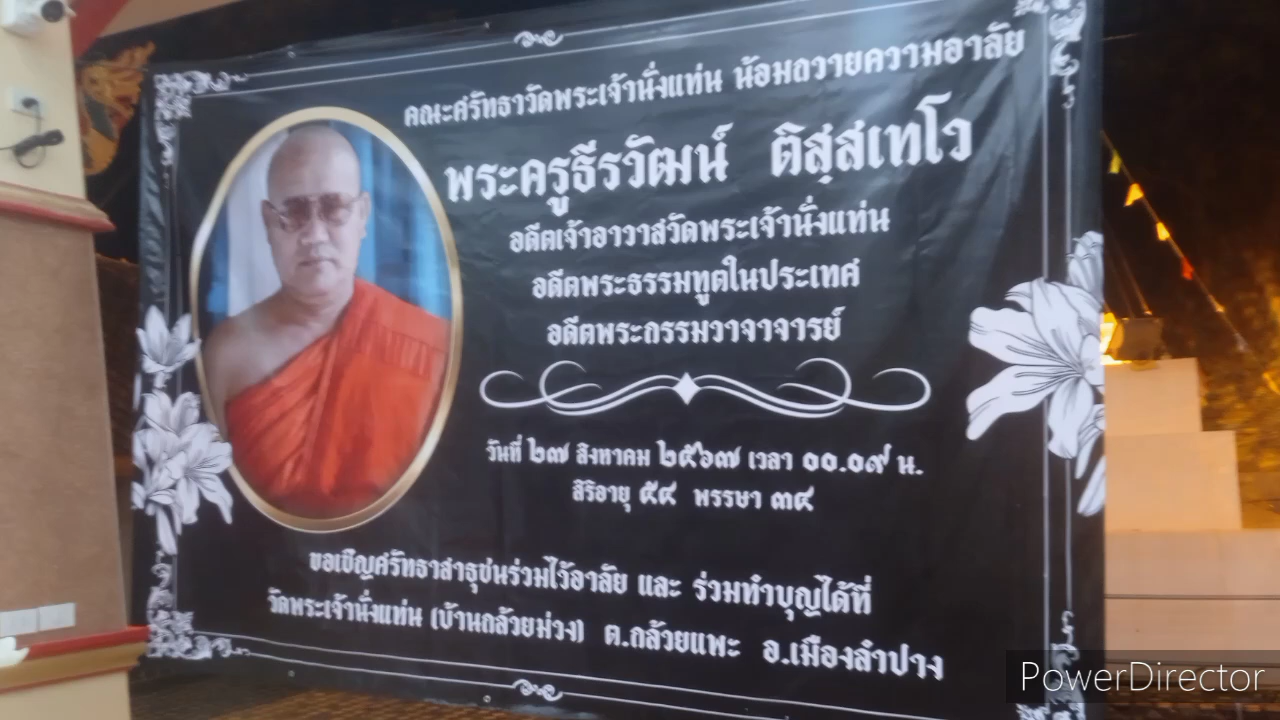 คณะศรัทธาวัดพระเจ้านั่งแท่น น้อมถวายความอาลัย
พระครูธีรวัฒน์ ติสฺสเทโว
อดีตเจ้าอาวาสวัดพระเจ้านั่งแท่น
อดีตพระธรรมทูตในประเทศ
อดีตพระกรรมวาจาจารย์
วันที่ ๒๗ สิงหาคม ๒๕๖๗ เวลา ๐๐.๐๙ น.
สิริอายุ ๕๔ พรรษา ๓๔
ขอเชิญศรัทธาสาธุชนร่วมไว้อาลัย และ ร่วมทำบุญได้ที่
วัดพระเจ้านั่งแท่น (บ้านกล้วยม่วง) ต.กล้วยแพะ อ.เมืองลำปาง
PowerDirector